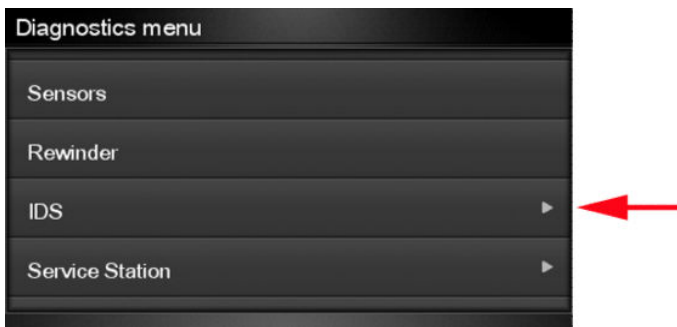 Diagnostics menu
Sensors
Rewinder
IDS
Service Station